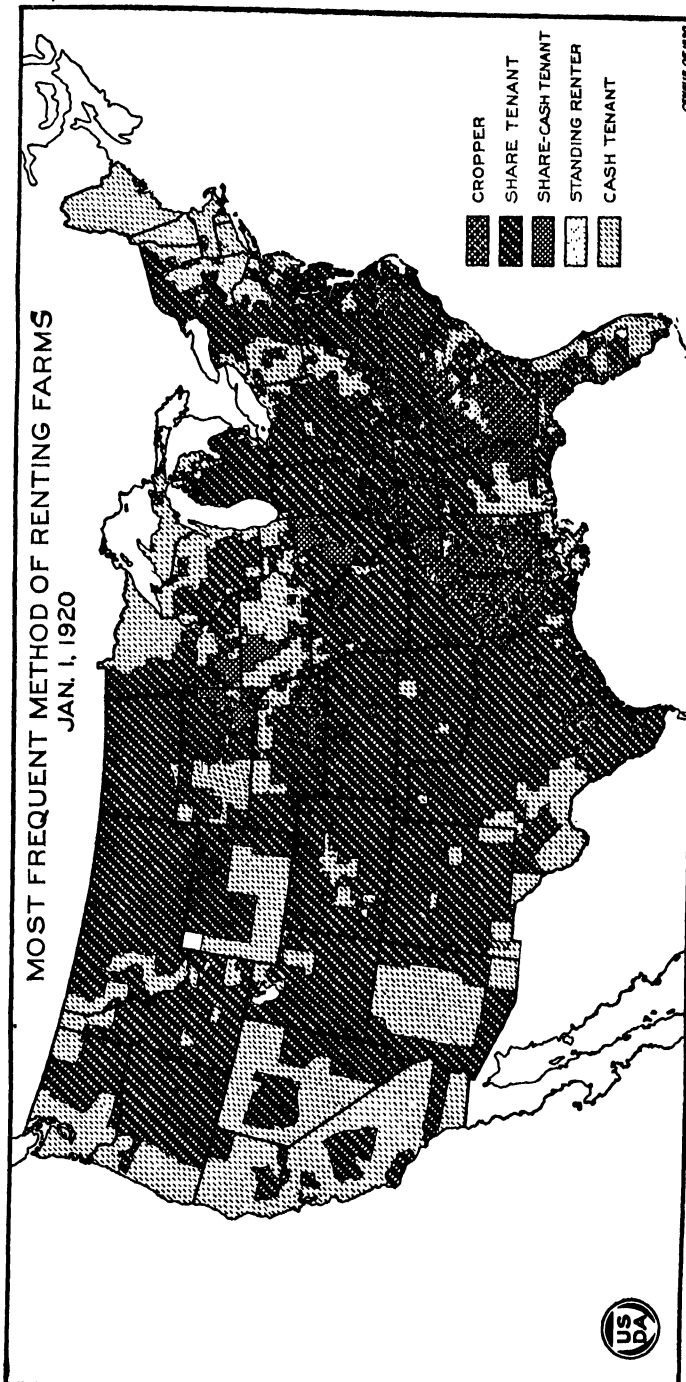 MOST FREQUENT METHOD OF RENTING FARMS
JAN. 1, 1920
CROPPER
SHARE TENANT
SHARE-CASH TENANT
STANDING RENTER
CASH TENANT
US
DA